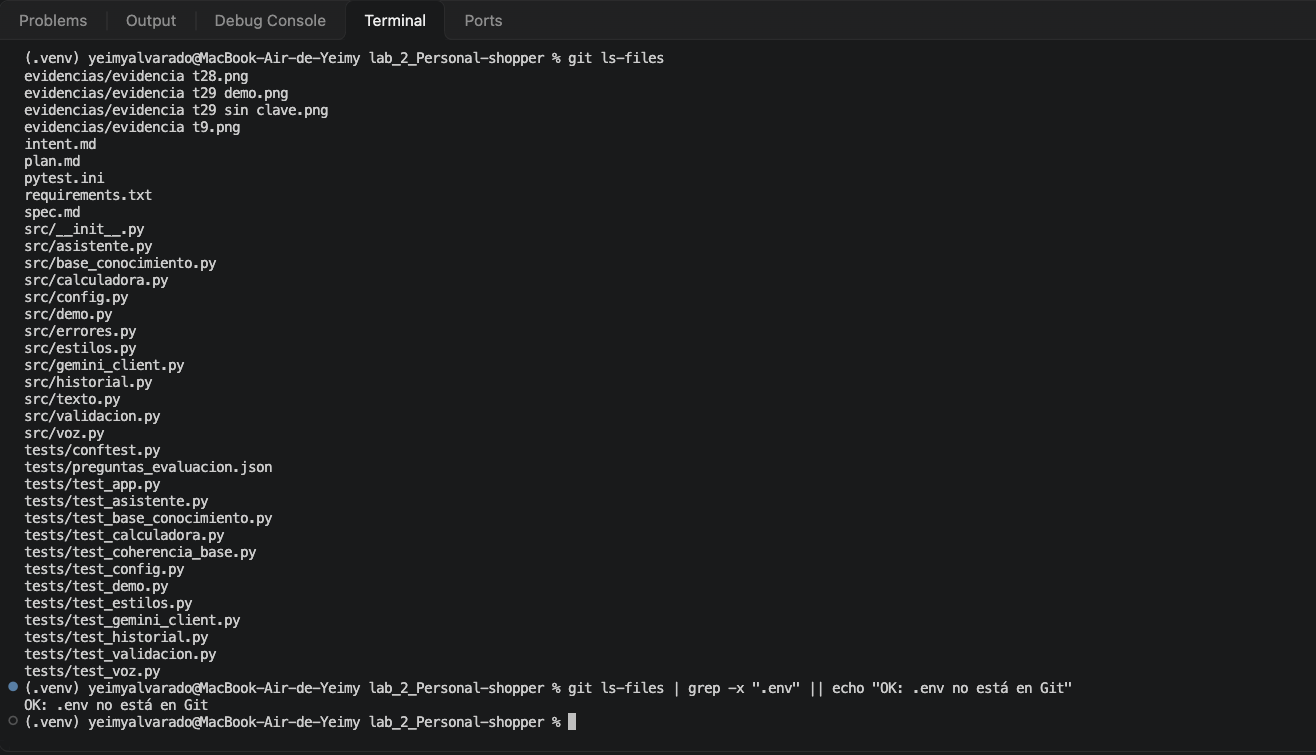 Problems Output Debug Console Terminal Ports
(.venv) yeimyalvarado@MacBook-Air-de-Yeimy lab_2_Personal-shopper % git ls-files
evidencias/evidencia t28.png
evidencias/evidencia t29 demo.png
evidencias/evidencia t29 sin clave.png
evidencias/evidencia t9.png
intent.md
plan.md
pytest.ini
requirements.txt
spec.md
src/__init__.py
src/asistente.py
src/base_conocimiento.py
src/calculadora.py
src/config.py
src/demo.py
src/errores.py
src/estilos.py
src/gemini_client.py
src/historial.py
src/texto.py
src/validacion.py
src/voz.py
tests/conftest.py
tests/preguntas_evaluacion.json
tests/test_app.py
tests/test_asistente.py
tests/test_base_conocimiento.py
tests/test_calculadora.py
tests/test_coherencia_base.py
tests/test_config.py
tests/test_demo.py
tests/test_estilos.py
tests/test_gemini_client.py
tests/test_historial.py
tests/test_validacion.py
tests/test_voz.py
(.venv) yeimyalvarado@MacBook-Air-de-Yeimy lab_2_Personal-shopper % git ls-files | grep -x ".env" || echo "OK: .env no está en Git"
OK: .env no está en Git
(.venv) yeimyalvarado@MacBook-Air-de-Yeimy lab_2_Personal-shopper %